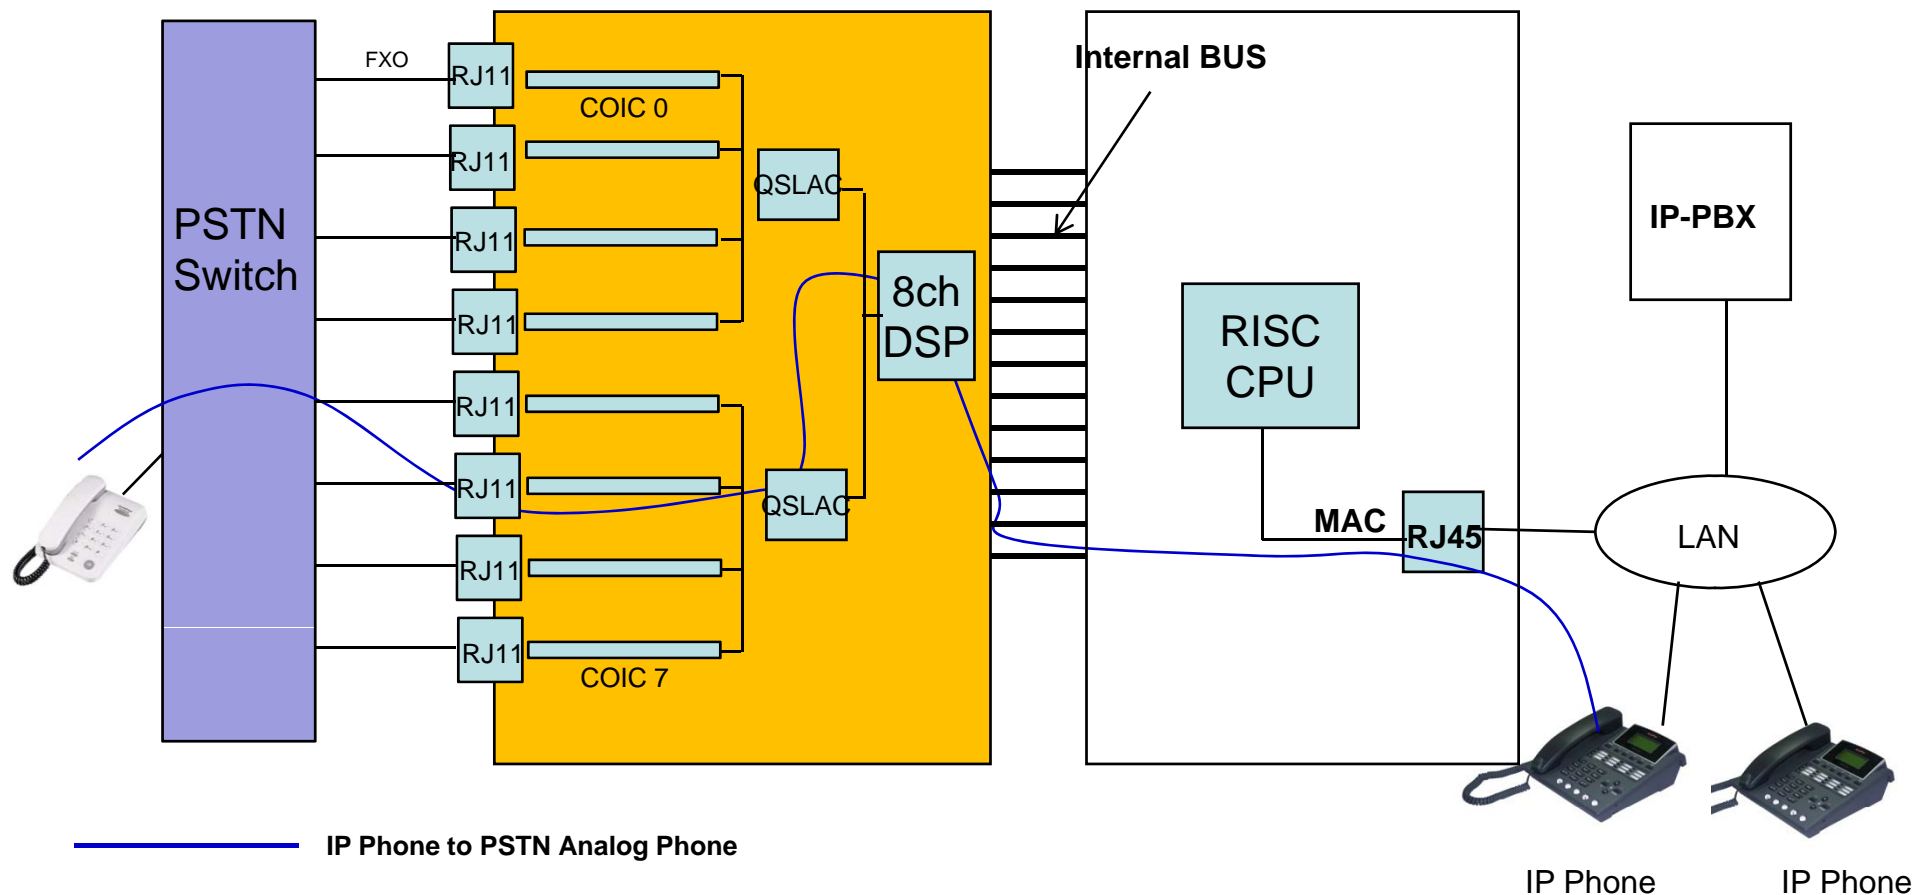 FXO
RJ11
COIC 0
Internal BUS
RJ11
QSLAC
PSTN
Switch
RJ11
IP-PBX
RJ11
8ch
DSP
RISC
CPU
RJ11
RJ11
QSLAC
MAC
RJ45
LAN
RJ11
RJ11
COIC 7
IP Phone to PSTN Analog Phone
IP Phone
IP Phone